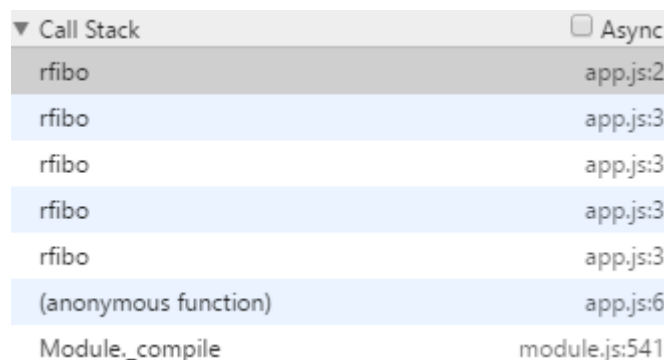 Call Stack Async
rfibo app.js:2
rfibo app.js:3
rfibo app.js:3
rfibo app.js:3
rfibo app.js:3
(anonymous function) app.js:6
Module._compile module.js:541